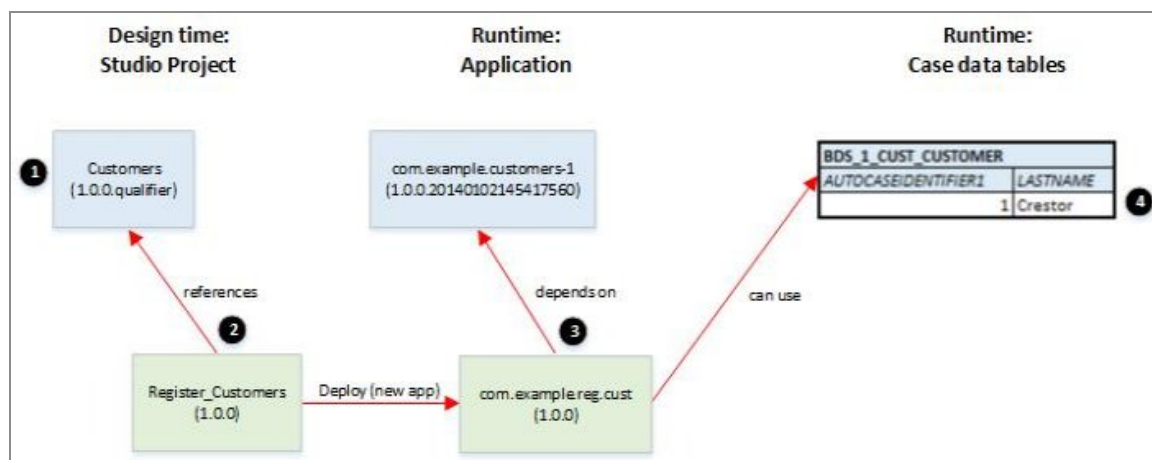 Design time:
Studio Project
Runtime:
Application
Runtime:
Case data tables
1
Customers
(1.0.0.qualifier)
com.example.customers-1
(1.0.0.20140102145417560)
BDS_1_CUST_CUSTOMER
AUTOCASEIDENTIFIER1 LASTNAME
1 Crestor
4
references
depends on
can use
2
3
Register_Customers
(1.0.0)
Deploy (new app)
com.example.reg.cust
(1.0.0)